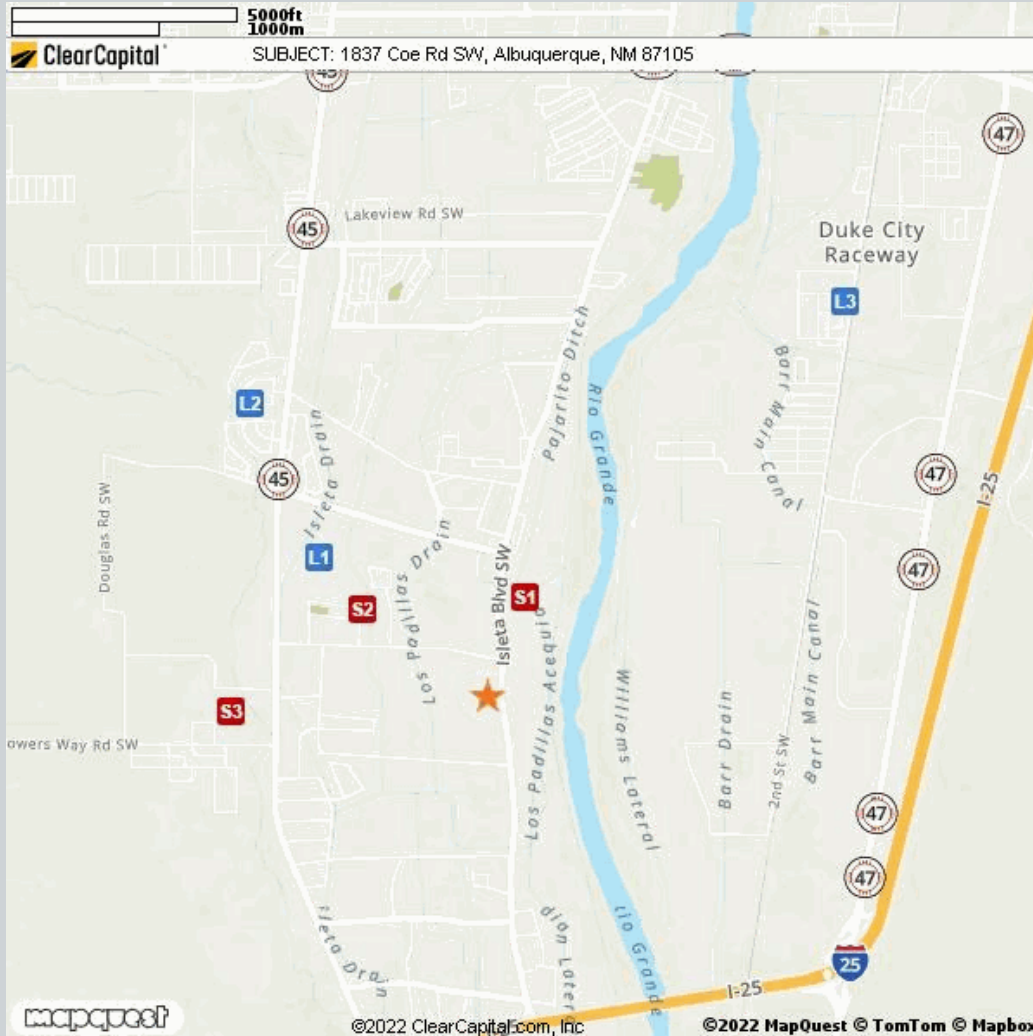 5000ft
1000m
ClearCapital
SUBJECT: 1837 Coe Rd SW, Albuquerque, NM 87105
45
47
Lakeview Rd SW
45
Duke City
Raceway
L3
Pajarito Ditch
Rio Grande
Barr Main Canal
L2
Isleta Drain
45
47
I-25
Douglas Rd SW
L1
Los Padillas Drain
Isleta Blvd SW
S1
47
S2
Los Padillas Acequia
Williams Lateral
Barr Drain
2nd St SW
Barr Main Canal
S3
owers Way Rd SW
47
47
leta Drain
dion Latera
Rio Grande
25
I-25
mapquest
©2022 ClearCapital.com, Inc
©2022 MapQuest © TomTom © Mapbox